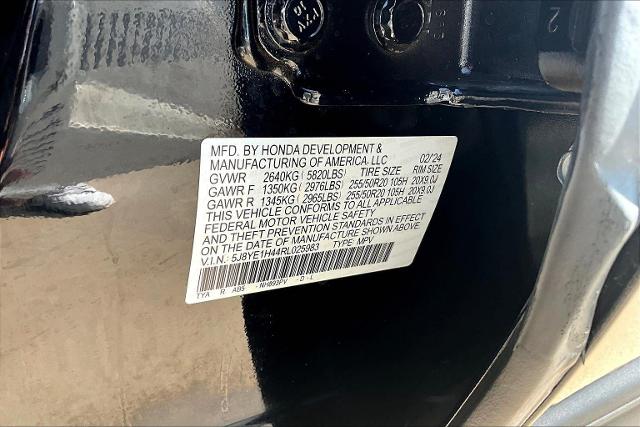 MFD. BY HONDA DEVELOPMENT &
MANUFACTURING OF AMERICA, LLC 02/24
GVWR 2640KG ( 5820LBS) TIRE SIZE RIM SIZE
GAWR F 1350KG ( 2976LBS) 255/50R20 105H 20X9.0J
GAWR R 1345KG ( 2965LBS) 255/50R20 105H 20X9.0J
THIS VEHICLE CONFORMS TO ALL APPLICABLE
FEDERAL MOTOR VEHICLE SAFETY
AND THEFT PREVENTION STANDARDS IN EFFECT
ON THE DATE OF MANUFACTURE SHOWN ABOVE.
V.I.N.: 5J8YE1H44RL025983 TYPE: MPV
TYA R AB5 NH893PV -D-L